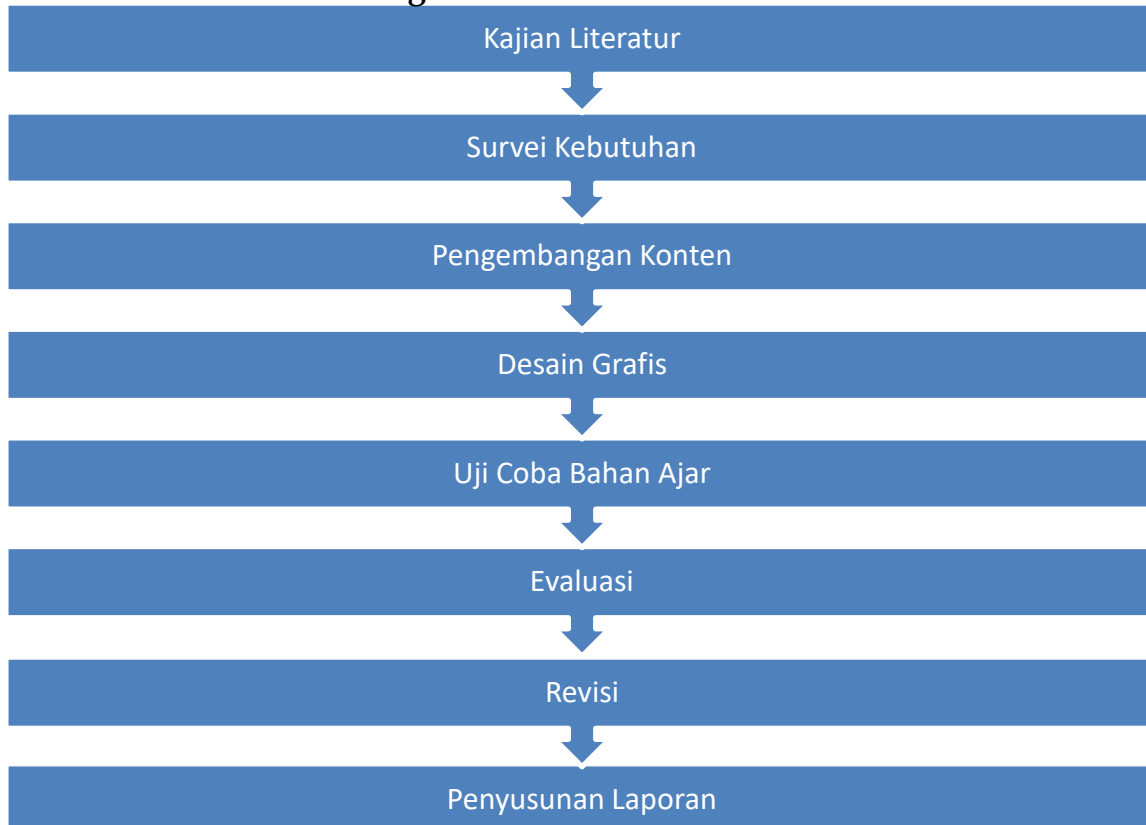 Kajian Literatur
Survei Kebutuhan
Pengembangan Konten
Desain Grafis
Uji Coba Bahan Ajar
Evaluasi
Revisi
Penyusunan Laporan